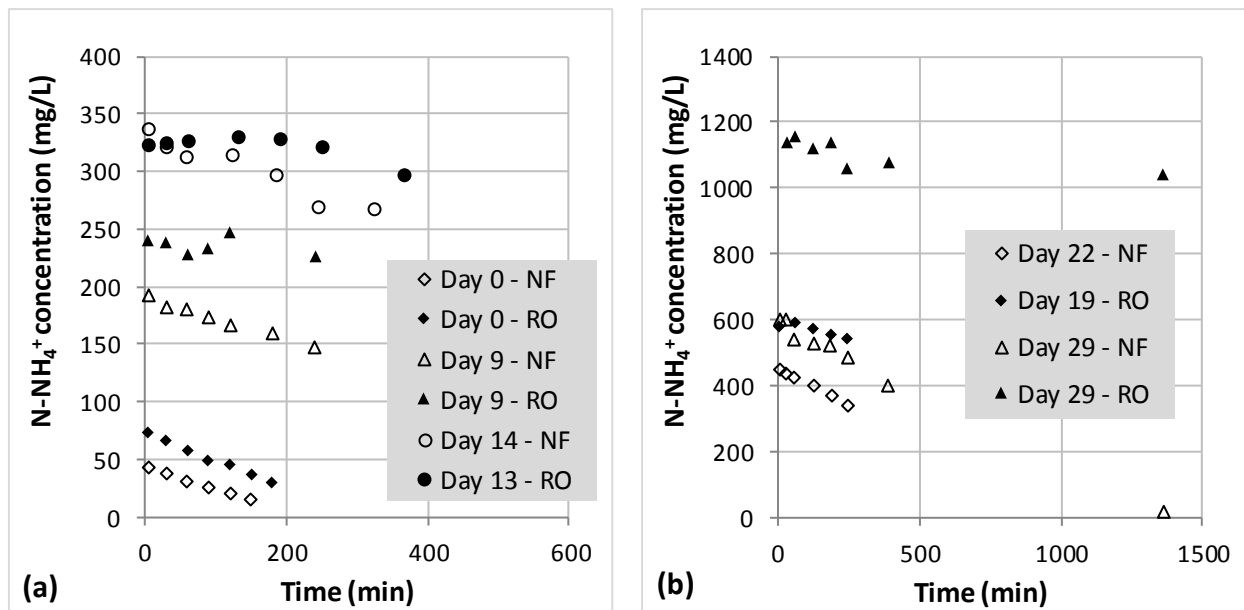 N-NH₄⁺ concentration (mg/L)
400
350
300
250
200
150
100
50
0
0 200 400 600
Time (min)
(a)
Day 0 - NF
Day 0 - RO
Day 9 - NF
Day 9 - RO
Day 14 - NF
Day 13 - RO
N-NH₄⁺ concentration (mg/L)
1400
1200
1000
800
600
400
200
0
0 500 1000 1500
Time (min)
(b)
Day 22 - NF
Day 19 - RO
Day 29 - NF
Day 29 - RO